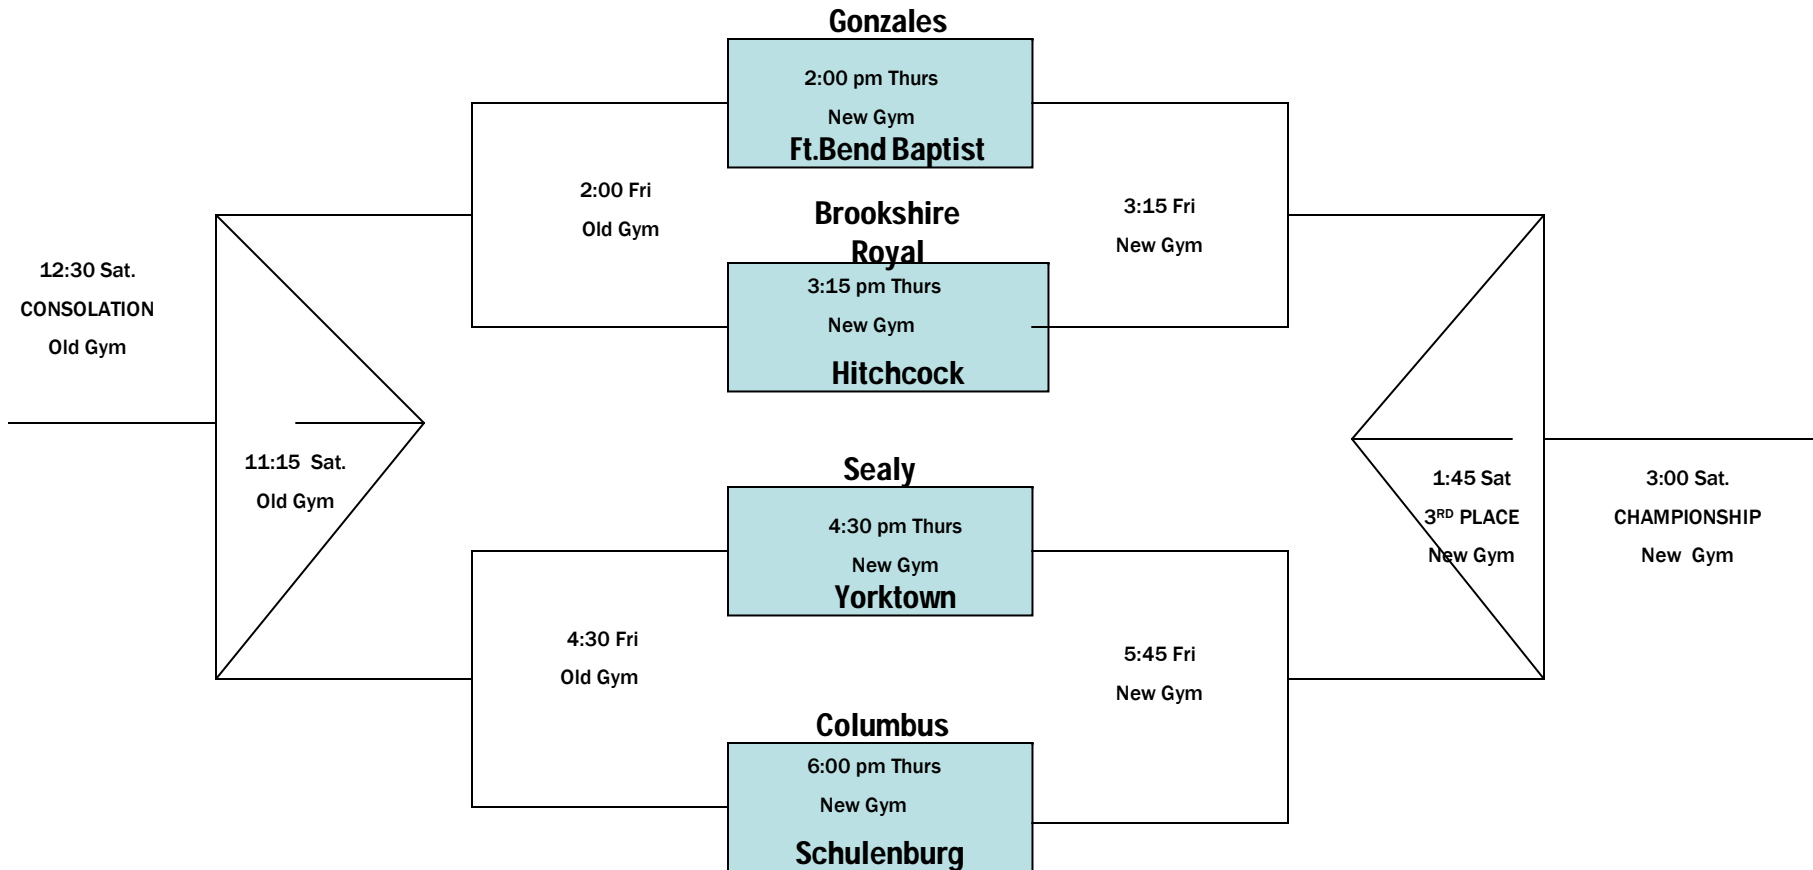 Gonzales
2:00 pm Thurs
New Gym
Ft.Bend Baptist
2:00 Fri
Old Gym
Brookshire
Royal
3:15 pm Thurs
New Gym
Hitchcock
3:15 Fri
New Gym
12:30 Sat.
CONSOLATION
Old Gym
11:15 Sat.
Old Gym
Sealy
4:30 pm Thurs
New Gym
Yorktown
1:45 Sat
3RD PLACE
New Gym
3:00 Sat.
CHAMPIONSHIP
New Gym
4:30 Fri
Old Gym
5:45 Fri
New Gym
Columbus
6:00 pm Thurs
New Gym
Schulenburg